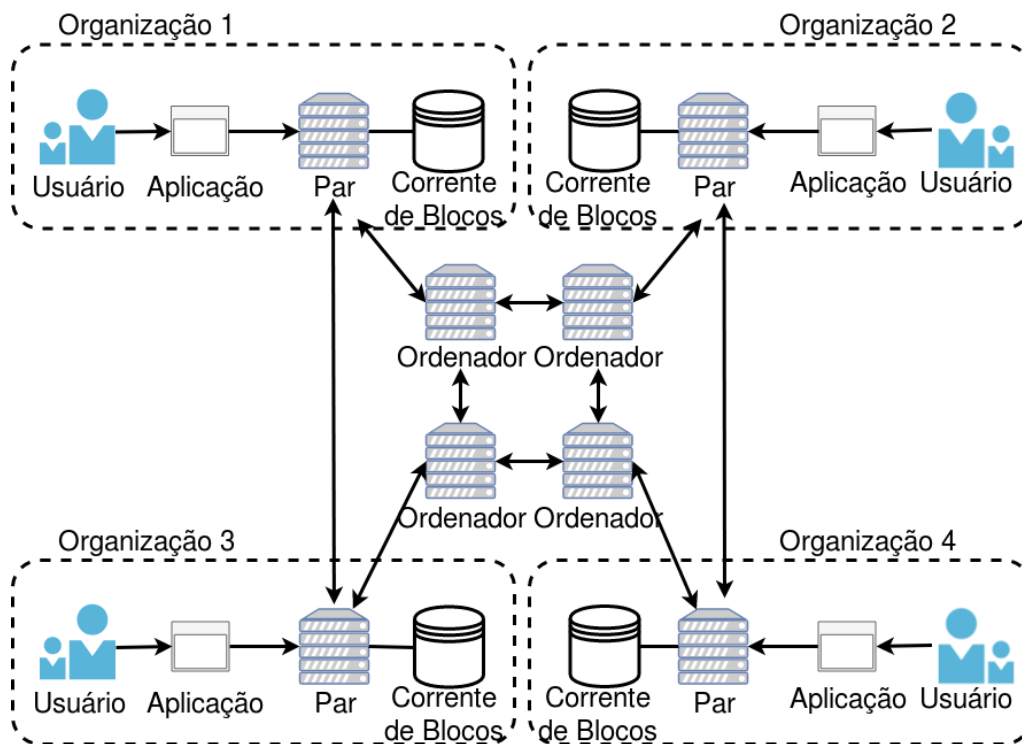 Organização 1
Organização 2
Usuário
Aplicação
Par
Corrente
de Blocos
Corrente
de Blocos
Par
Aplicação
Usuário
Ordenador
Ordenador
Ordenador
Ordenador
Organização 3
Organização 4
Usuário
Aplicação
Par
Corrente
de Blocos
Corrente
de Blocos
Par
Aplicação
Usuário